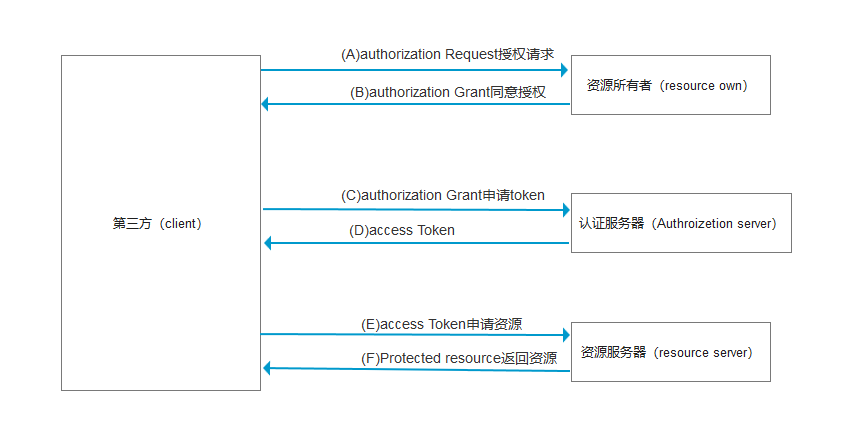 (A)authorization Request授权请求
资源所有者（resource own）
(B)authorization Grant同意授权
第三方（client）
(C)authorization Grant申请token
认证服务器（Authroizetion server）
(D)access Token
(E)access Token申请资源
资源服务器（resource server）
(F)Protected resource返回资源